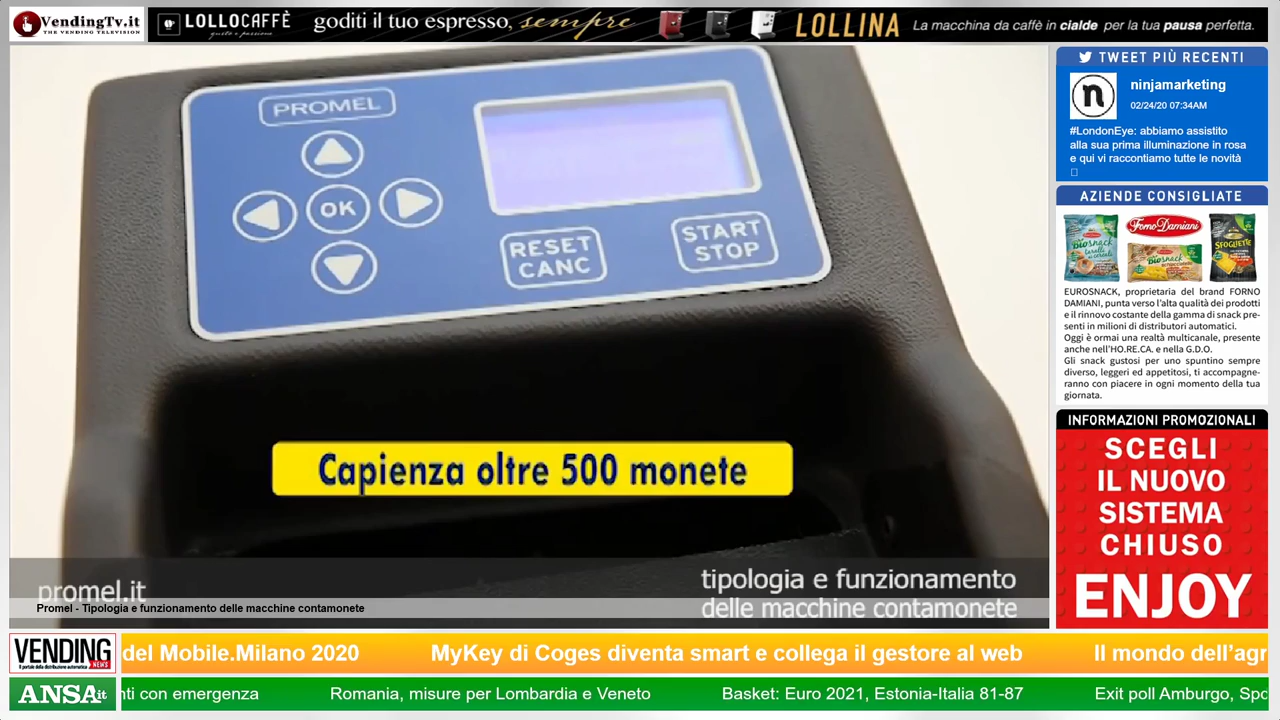 VendingTv.it
THE VENDING TELEVISION
LOLLOCAFFÈ
gusto e passione
goditi il tuo espresso, sempre
LOLLINA
La macchina da caffè in cialde per la tua pausa perfetta.
PROMEL
OK
RESET
CANC
START
STOP
Capienza oltre 500 monete
promel.it
tipologia e funzionamento
delle macchine contamonete
Promel - Tipologia e funzionamento delle macchine contamonete
TWEET PIÙ RECENTI
n
ninjamarketing
02/24/20 07:34AM
#LondonEye: abbiamo assistito
alla sua prima illuminazione in rosa
e qui vi raccontiamo tutte le novità
AZIENDE CONSIGLIATE
Forno Damiani
Biosnack
Biosnack
SFOGLIETTE
EUROSNACK, proprietaria del brand FORNO
DAMIANI, punta verso l'alta qualità dei prodotti
e il rinnovo costante della gamma di snack pre-
senti in milioni di distributori automatici.
Oggi è ormai una realtà multicanale, presente
anche nell'HO.RE.CA. e nella G.D.O.
Gli snack gustosi per uno spuntino sempre
diverso, leggeri ed appetitosi, ti accompagne-
ranno con piacere in ogni momento della tua
giornata.
INFORMAZIONI PROMOZIONALI
SCEGLI
IL NUOVO
SISTEMA
CHIUSO
ENJOY
VENDING
Il portale della distribuzione automatica NEWS
del Mobile.Milano 2020 MyKey di Coges diventa smart e collega il gestore al web Il mondo dell'agr
ANSA.it
nti con emergenza Romania, misure per Lombardia e Veneto Basket: Euro 2021, Estonia-Italia 81-87 Exit poll Amburgo, Spd